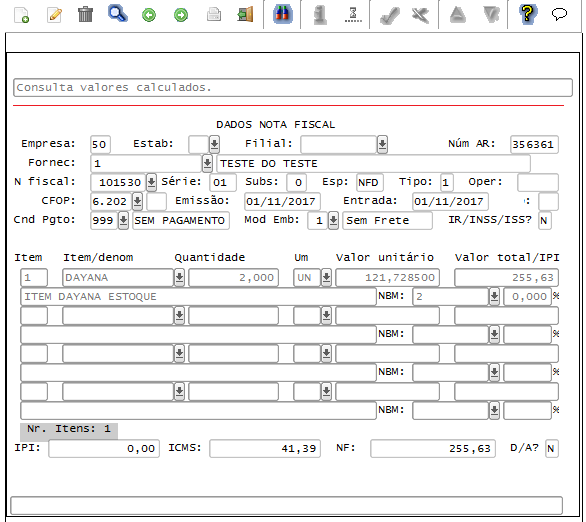 Consulta valores calculados.
DADOS NOTA FISCAL
Empresa: 50 Estab: Filial: Núm AR: 356361
Fornec: 1 TESTE DO TESTE
N fiscal: 101530 Série: 01 Subs: 0 Esp: NFD Tipo: 1 Oper:
CFOP: 6.202 Emissão: 01/11/2017 Entrada: 01/11/2017 :
Cnd Pgto: 999 SEM PAGAMENTO Mod Emb: 1 Sem Frete IR/INSS/ISS? N
Item Item/denom Quantidade Um Valor unitário Valor total/IPI
1 DAYANA 2,000 UN 121,728500 255,63
ITEM DAYANA ESTOQUE NBM: 2 0,000 %
NBM: %
NBM: %
NBM: %
Nr. Itens: 1
IPI: 0,00 ICMS: 41,39 NF: 255,63 D/A? N